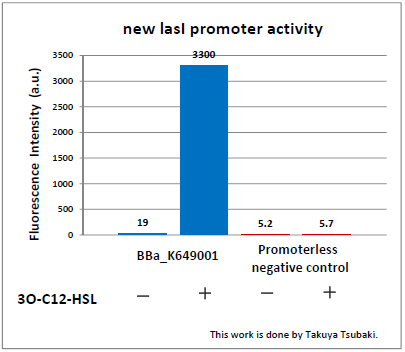 new lasI promoter activity
Fluorescence Intensity (a.u.)
3500
3000
2500
2000
1500
1000
500
0
19
3300
5.2
5.7
BBa_K649001
Promoterless
negative control
3O-C12-HSL
− + − +
This work is done by Takuya Tsubaki.